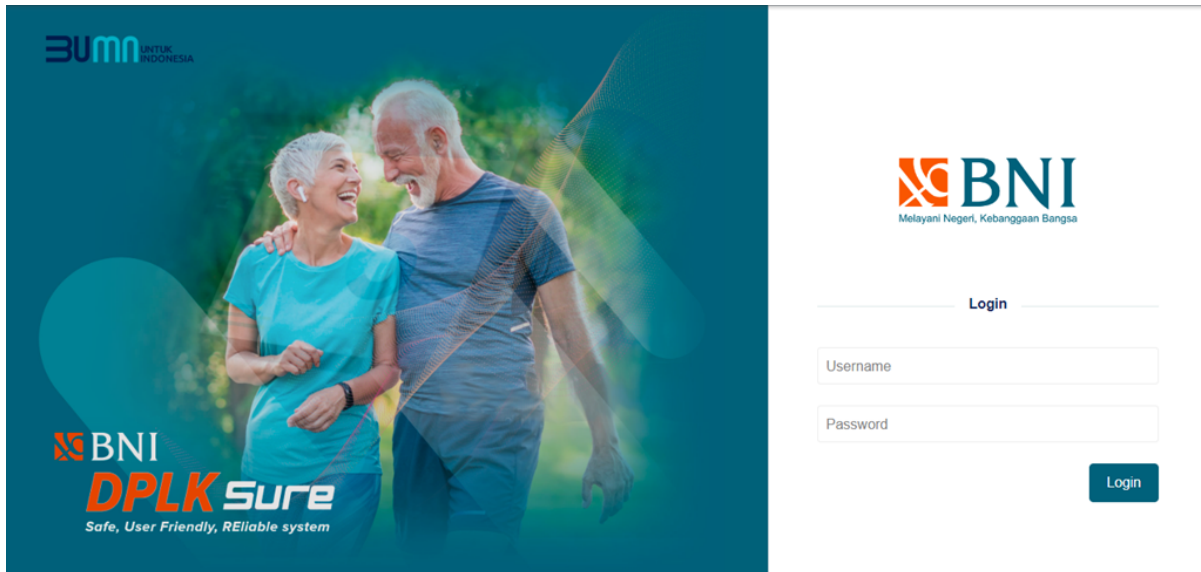 BUMN UNTUK
INDONESIA
BNI
DPLK Sure
Safe, User Friendly, REliable system
BNI
Melayani Negeri, Kebanggaan Bangsa
Login
Username
Password
Login